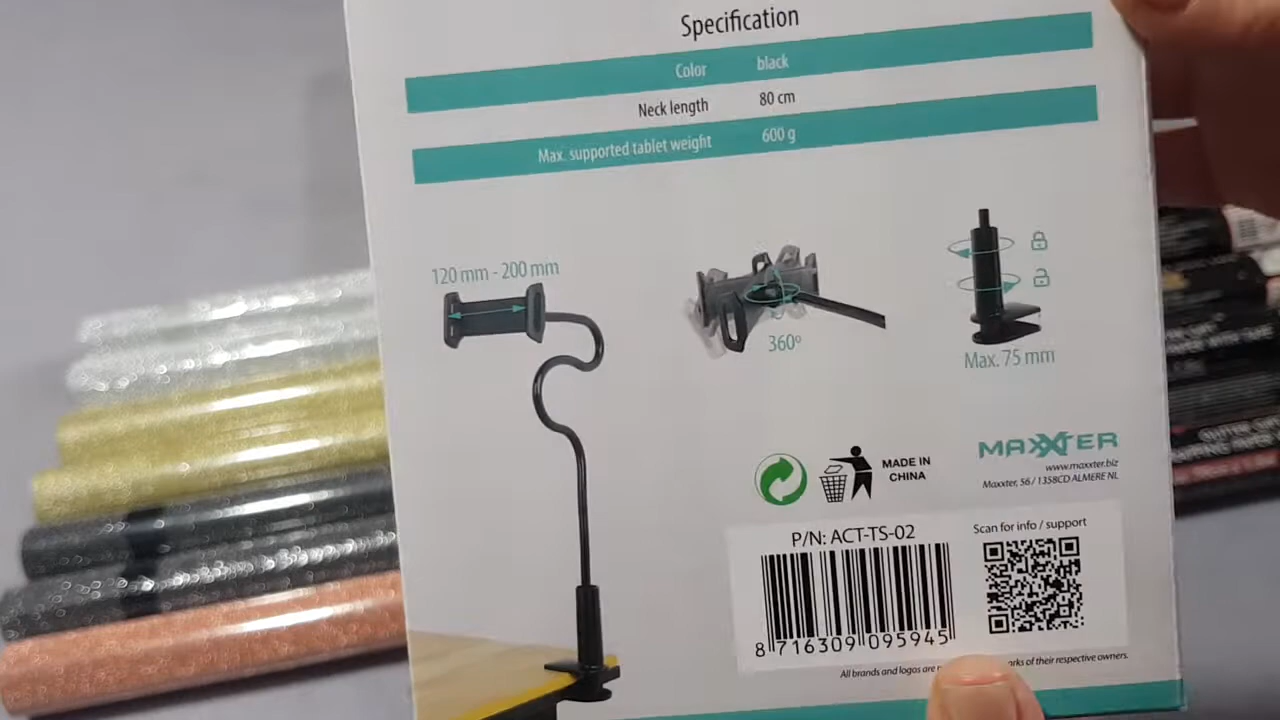 Specification
Color black
Neck length 80 cm
Max. supported tablet weight 600 g
120 mm - 200 mm
360º
Max. 75 mm
MADE IN
CHINA
MAXXTER
www.maxxter.biz
Maxxter, 56 / 1358CD ALMERE NL
P/N: ACT-TS-02
Scan for info / support
8 716309 095945
All brands and logos are of their respective owners.